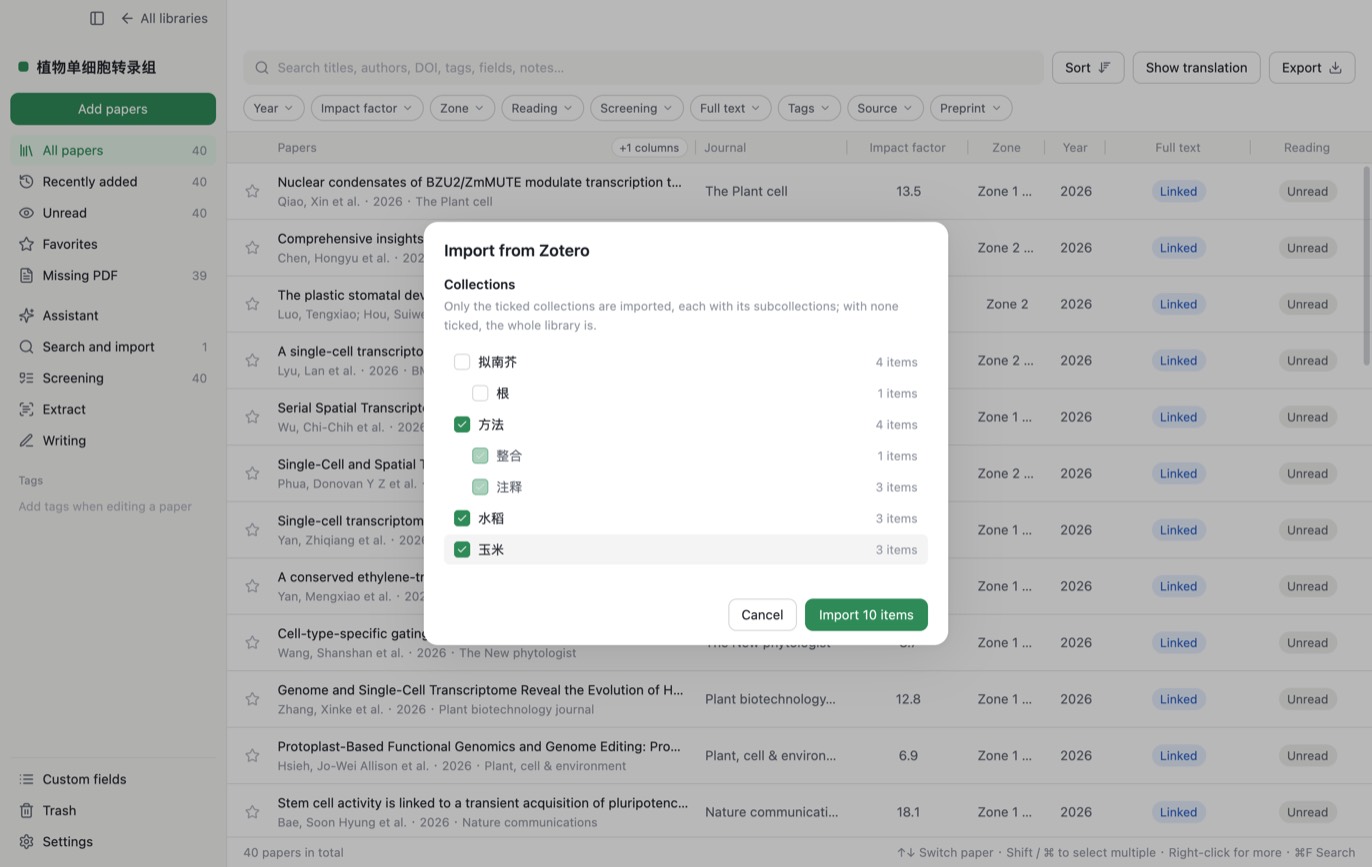 All libraries
植物单细胞转录组
Add papers
All papers 40
Recently added 40
Unread 40
Favorites
Missing PDF 39
Assistant
Search and import 1
Screening 40
Extract
Writing
Tags
Add tags when editing a paper
Custom fields
Trash
Settings
Search titles, authors, DOI, tags, fields, notes...
Sort
Show translation
Export
Year Impact factor Zone Reading Screening Full text Tags Source Preprint
Papers +1 columns Journal Impact factor Zone Year Full text Reading
Nuclear condensates of BZU2/ZmMUTE modulate transcription t...
Qiao, Xin et al. · 2026 · The Plant cell
The Plant cell 13.5 Zone 1 ... 2026 Linked Unread
Comprehensive insights
Chen, Hongyu et al. · 202
Zone 2 ... 2026 Linked Unread
The plastic stomatal dev
Luo, Tengxiao; Hou, Suiwe
Zone 2 2026 Linked Unread
A single-cell transcripto
Lyu, Lan et al. · 2026 · BM
Zone 2 ... 2026 Linked Unread
Serial Spatial Transcript
Wu, Chi-Chih et al. · 2026
Zone 1 ... 2026 Linked Unread
Single-Cell and Spatial T
Phua, Donovan Y Z et al. ·
Zone 2 ... 2026 Linked Unread
Single-cell transcriptom
Yan, Zhiqiang et al. · 2026
Zone 1 ... 2026 Linked Unread
A conserved ethylene-tr
Yan, Mengxiao et al. · 202
Zone 1 ... 2026 Linked Unread
Cell-type-specific gating
Wang, Shanshan et al. · 2026 · The New phytologist
The New phytologist Zone 1 ... 2026 Linked Unread
Genome and Single-Cell Transcriptome Reveal the Evolution of H...
Zhang, Xinke et al. · 2026 · Plant biotechnology journal
Plant biotechnology... 12.8 Zone 1 ... 2026 Linked Unread
Protoplast-Based Functional Genomics and Genome Editing: Pro...
Hsieh, Jo-Wei Allison et al. · 2026 · Plant, cell & environment
Plant, cell & environ... 6.9 Zone 1 ... 2026 Linked Unread
Stem cell activity is linked to a transient acquisition of pluripotenc...
Bae, Soon Hyung et al. · 2026 · Nature communications
Nature communicati... 18.1 Zone 1 ... 2026 Linked Unread
40 papers in total
↑↓ Switch paper · Shift / ⌘ to select multiple · Right-click for more · ⌘F Search
Import from Zotero
Collections
Only the ticked collections are imported, each with its subcollections; with none
ticked, the whole library is.
拟南芥 4 items
根 1 items
方法 4 items
整合 1 items
注释 3 items
水稻 3 items
玉米 3 items
Cancel
Import 10 items